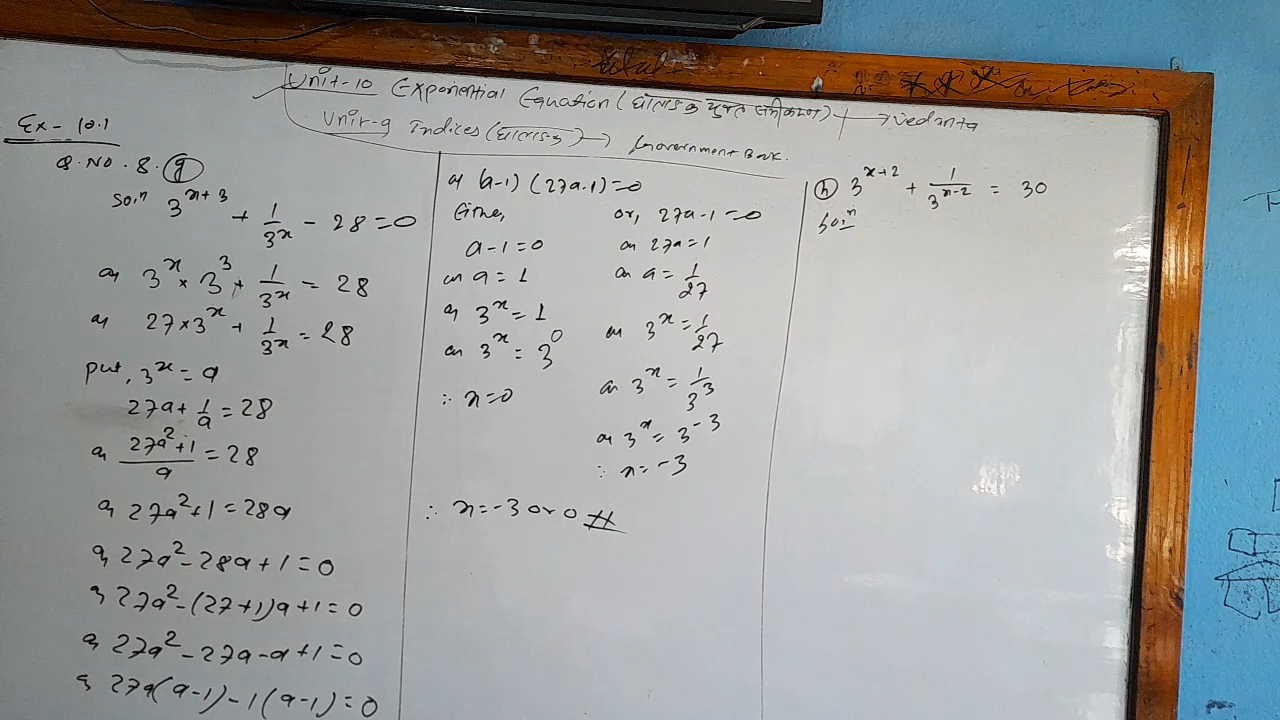 Unit-10 Exponential Equation (घाताङ्क युक्त समीकरण) → Vedanta
Unit-9 Indices (घाताङ्क) → Government Book.
Ex - 10.1
Q.NO. 8. (g)
Soln 3^(x+3) + 1/3^x - 28 = 0
or 3^x × 3^3 + 1/3^x = 28
or 27 × 3^x + 1/3^x = 28
put, 3^x = a
27a + 1/a = 28
or (27a^2 + 1)/a = 28
or 27a^2 + 1 = 28a
or 27a^2 - 28a + 1 = 0
or 27a^2 - (27+1)a + 1 = 0
or 27a^2 - 27a - a + 1 = 0
or 27a(a-1) - 1(a-1) = 0
or (a-1) (27a-1) = 0
Either,
a - 1 = 0
or a = 1
or 3^x = 1
or 3^x = 3^0
∴ x = 0
or, 27a - 1 = 0
or 27a = 1
or a = 1/27
or 3^x = 1/27
or 3^x = 1/3^3
or 3^x = 3^-3
∴ x = -3
∴ x = -3 or 0 #
(h) 3^(x+2) + 1/3^(x-2) = 30
Soln